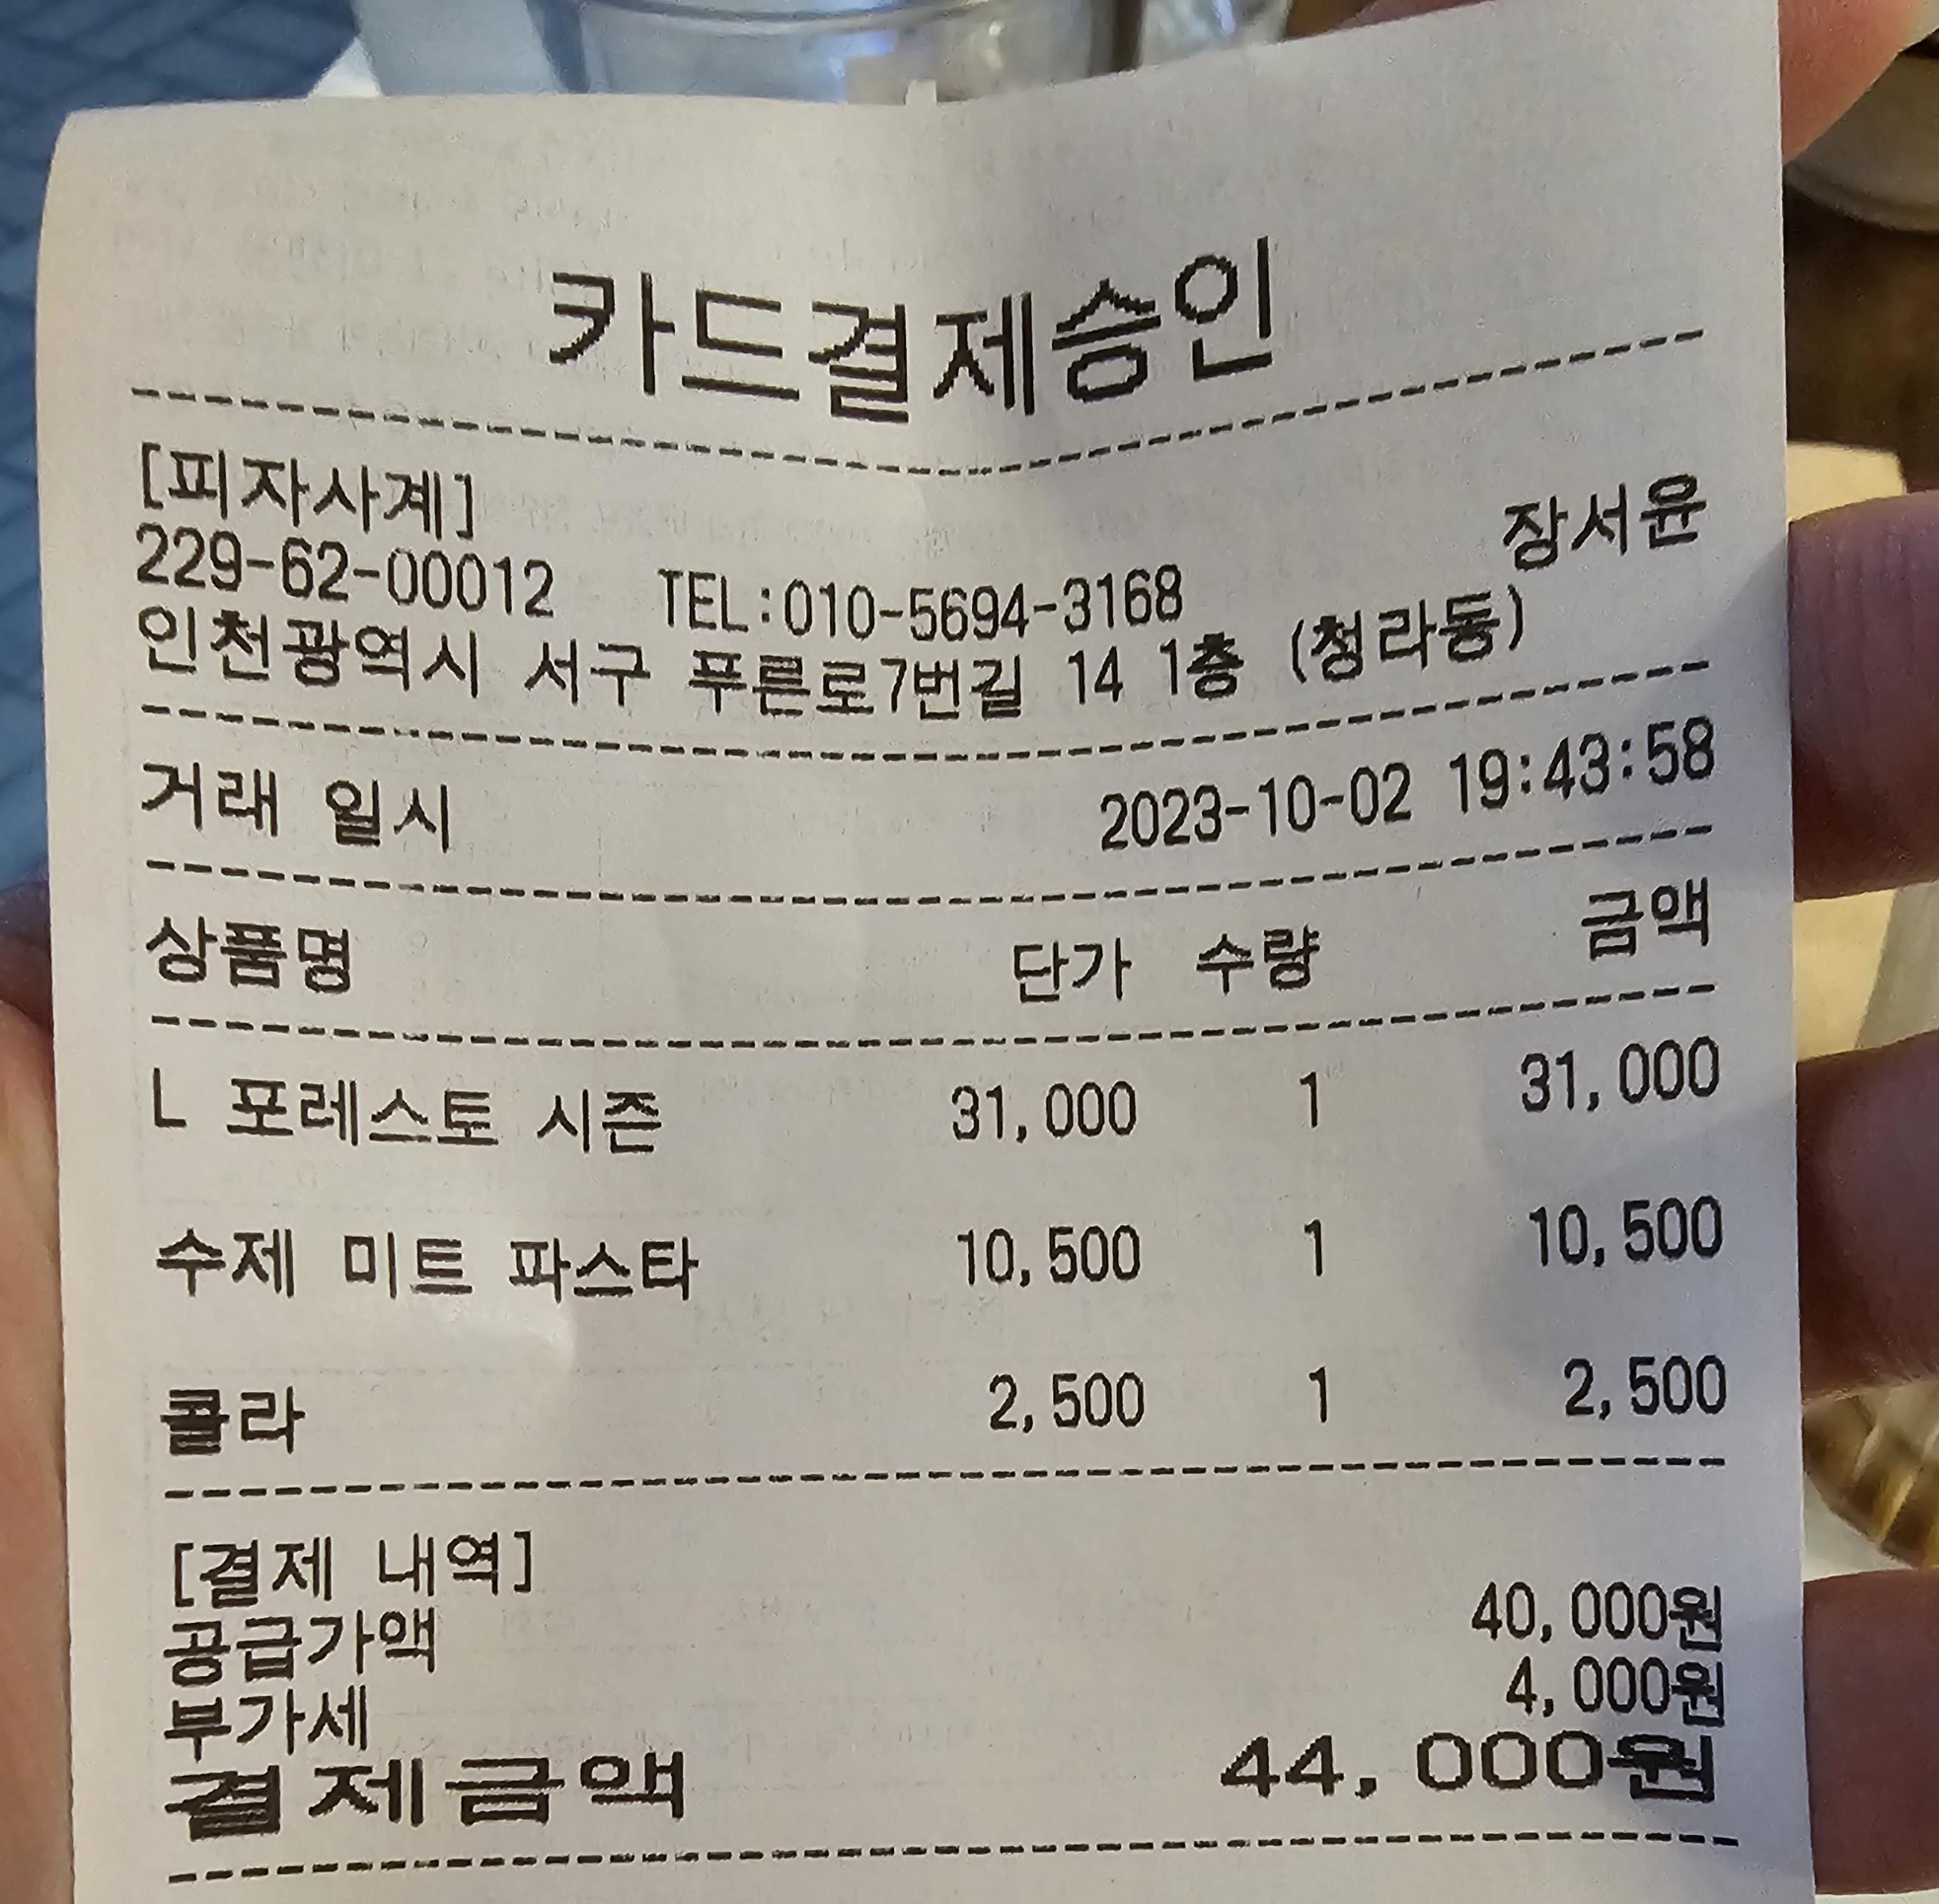 카드결제승인
[피자사계] 장서윤
229-62-00012 TEL:010-5694-3168
인천광역시 서구 푸른로7번길 14 1층 (청라동)
거래 일시 2023-10-02 19:43:58
상품명 단가 수량 금액
L 포레스토 시즌 31,000 1 31,000
수제 미트 파스타 10,500 1 10,500
콜라 2,500 1 2,500
[결제 내역]
공급가액 40,000원
부가세 4,000원
결제금액 44,000원